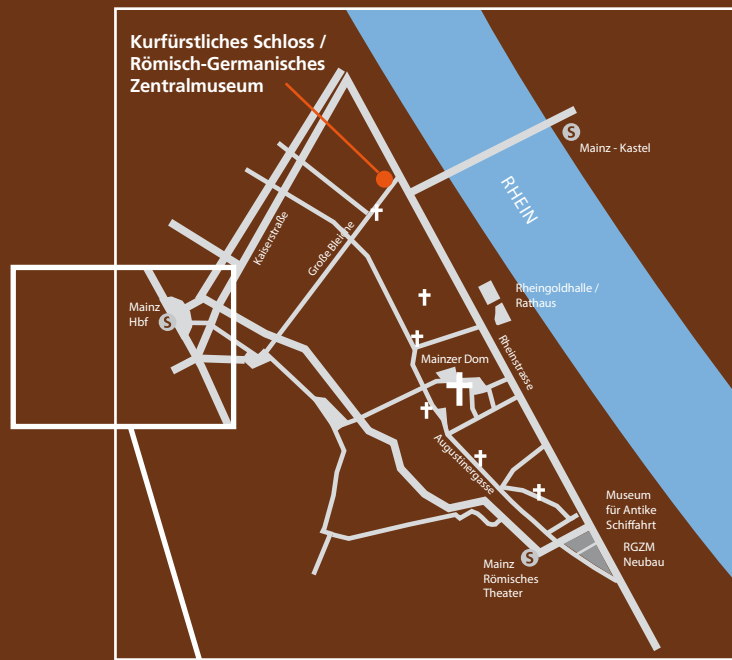 Kurfürstliches Schloss /
Römisch-Germanisches
Zentralmuseum
S
Mainz - Kastel
RHEIN
Kaiserstraße
Große Bleiche
Rheingoldhalle /
Rathaus
Mainz
Hbf
S
Rheinstrasse
Mainzer Dom
Augustinergasse
Museum
für Antike
Schiffahrt
RGZM
Neubau
S
Mainz
Römisches
Theater